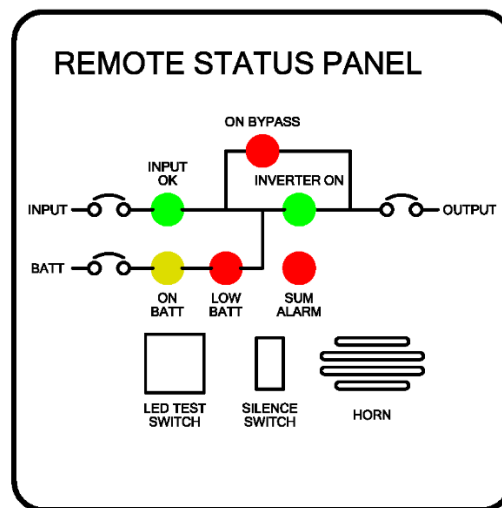 REMOTE STATUS PANEL
ON BYPASS
INPUT
OK
INVERTER ON
INPUT
OUTPUT
BATT
ON
BATT
LOW
BATT
SUM
ALARM
LED TEST
SWITCH
SILENCE
SWITCH
HORN